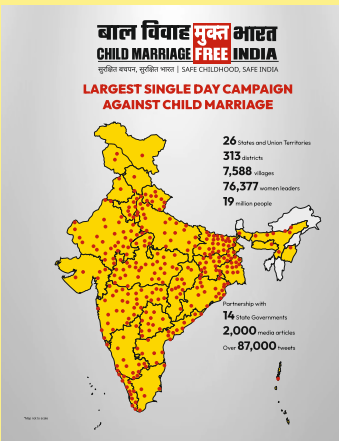 बाल विवाह मुक्त भारत
CHILD MARRIAGE FREE INDIA
सुरक्षित बचपन, सुरक्षित भारत | SAFE CHILDHOOD, SAFE INDIA
LARGEST SINGLE DAY CAMPAIGN
AGAINST CHILD MARRIAGE
26 States and Union Territories
313 districts
7,588 villages
76,377 women leaders
19 million people
Partnership with
14 State Governments
2,000 media articles
Over 87,000 tweets